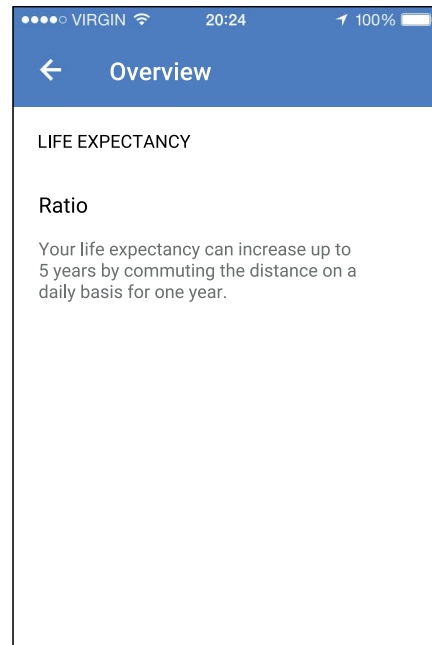 VIRGIN 20:24 100%
Overview
LIFE EXPECTANCY
Ratio
Your life expectancy can increase up to
5 years by commuting the distance on a
daily basis for one year.